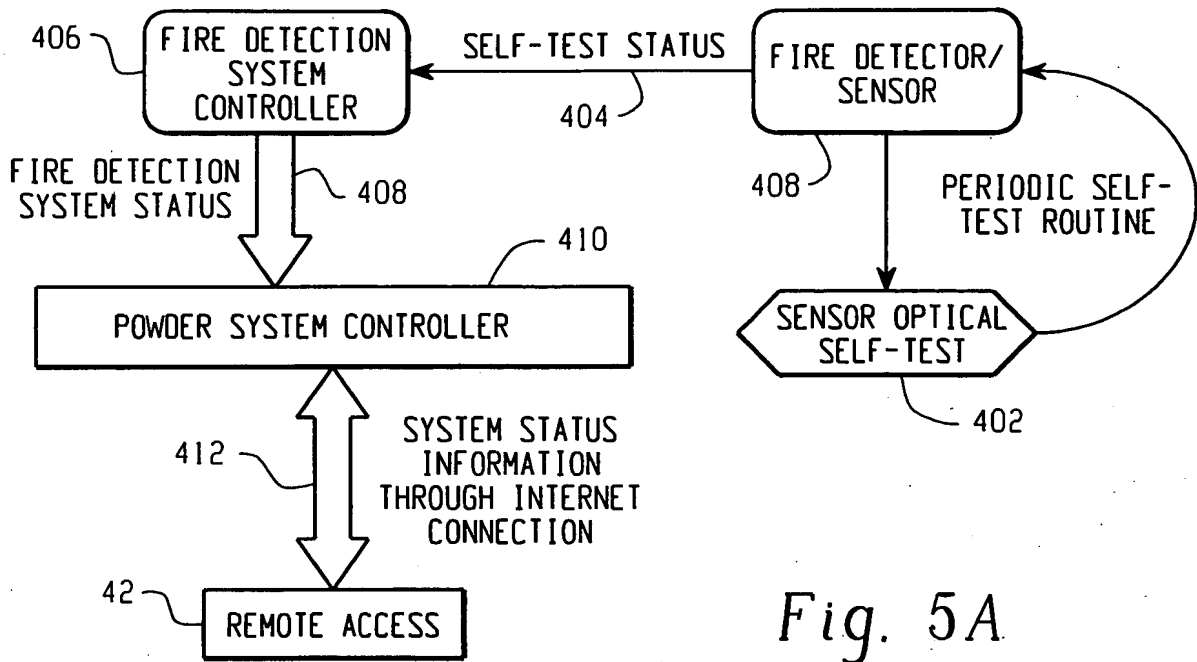 406
FIRE DETECTION
SYSTEM
CONTROLLER
SELF-TEST STATUS
404
FIRE DETECTOR/
SENSOR
408
FIRE DETECTION
SYSTEM STATUS
408
PERIODIC SELF-
TEST ROUTINE
410
POWDER SYSTEM CONTROLLER
SENSOR OPTICAL
SELF-TEST
402
412
SYSTEM STATUS
INFORMATION
THROUGH INTERNET
CONNECTION
42
REMOTE ACCESS
Fig. 5A